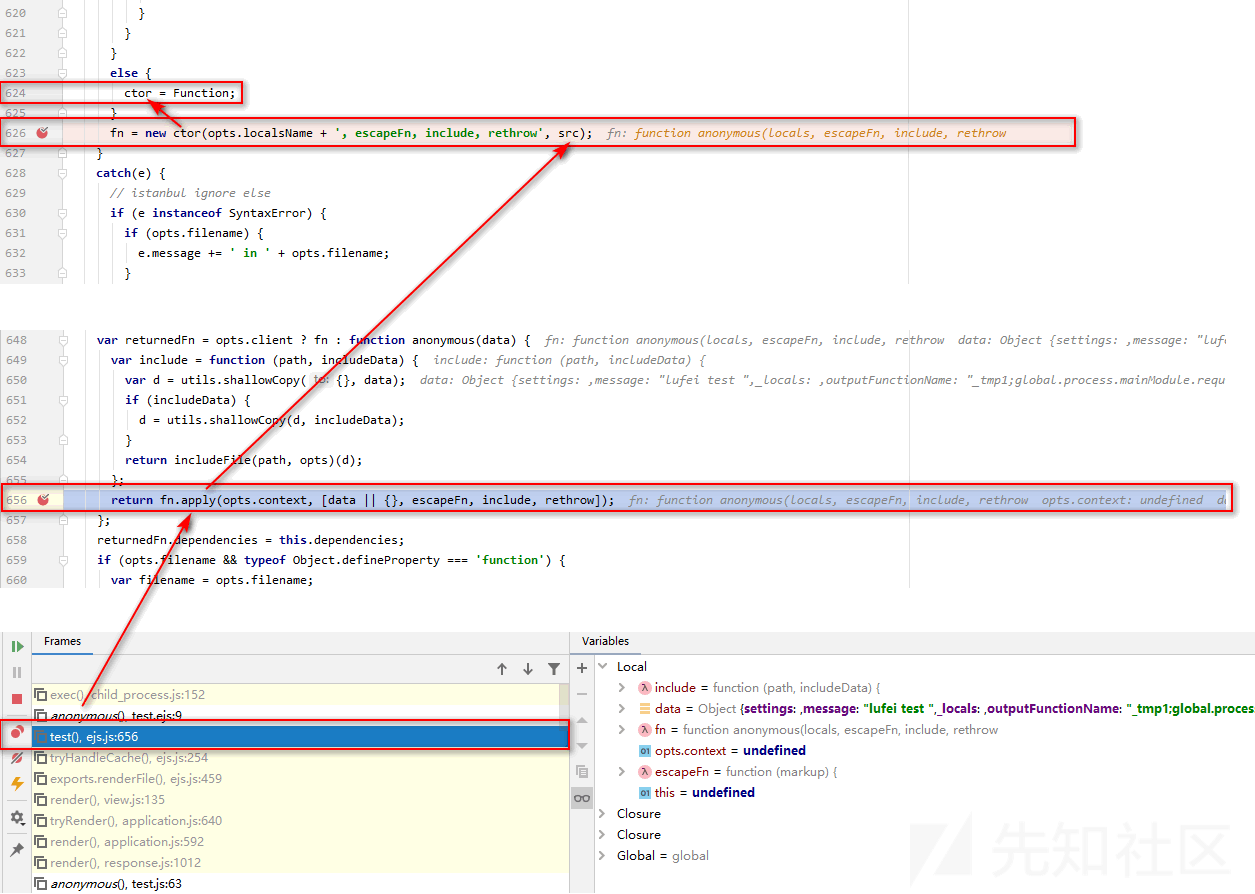 620 }
621 }
622 }
623 else {
624 ctor = Function;
625 }
626 fn = new ctor(opts.localsName + ', escapeFn, include, rethrow', src); fn: function anonymous(locals, escapeFn, include, rethrow
627 }
628 catch(e) {
629 // istanbul ignore else
630 if (e instanceof SyntaxError) {
631 if (opts.filename) {
632 e.message += ' in ' + opts.filename;
633 }
648 var returnedFn = opts.client ? fn : function anonymous(data) { fn: function anonymous(locals, escapeFn, include, rethrow data: Object {settings: ,message: "lufe
649 var include = function (path, includeData) { include: function (path, includeData) {
650 var d = utils.shallowCopy( to: {}, data); data: Object {settings: ,message: "lufei test ",_locals: ,outputFunctionName: "_tmp1;global.process.mainModule.requ
651 if (includeData) {
652 d = utils.shallowCopy(d, includeData);
653 }
654 return includeFile(path, opts)(d);
655 };
656 return fn.apply(opts.context, [data || {}, escapeFn, include, rethrow]); fn: function anonymous(locals, escapeFn, include, rethrow opts.context: undefined d
657 };
658 returnedFn.dependencies = this.dependencies;
659 if (opts.filename && typeof Object.defineProperty === 'function') {
660 var filename = opts.filename;
Frames
Variables
exec(), child_process.js:152
anonymous(), test.ejs:9
test(), ejs.js:656
tryHandleCache(), ejs.js:254
exports.renderFile(), ejs.js:459
render(), view.js:135
tryRender(), application.js:640
render(), application.js:592
render(), response.js:1012
anonymous(), test.js:63
Local
include = function (path, includeData) {
data = Object {settings: ,message: "lufei test ",_locals: ,outputFunctionName: "_tmp1;global.proces
fn = function anonymous(locals, escapeFn, include, rethrow
opts.context = undefined
escapeFn = function (markup) {
this = undefined
Closure
Closure
Global = global
先知社区